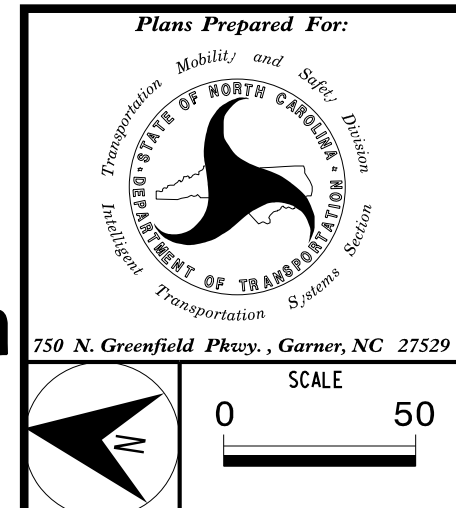 Plans Prepared For:
Transportation Mobility and Safety Division
STATE OF NORTH CAROLINA
DEPARTMENT OF TRANSPORTATION
Intelligent Transportation Systems Section
750 N. Greenfield Pkwy. , Garner, NC 27529
N
SCALE
0 50